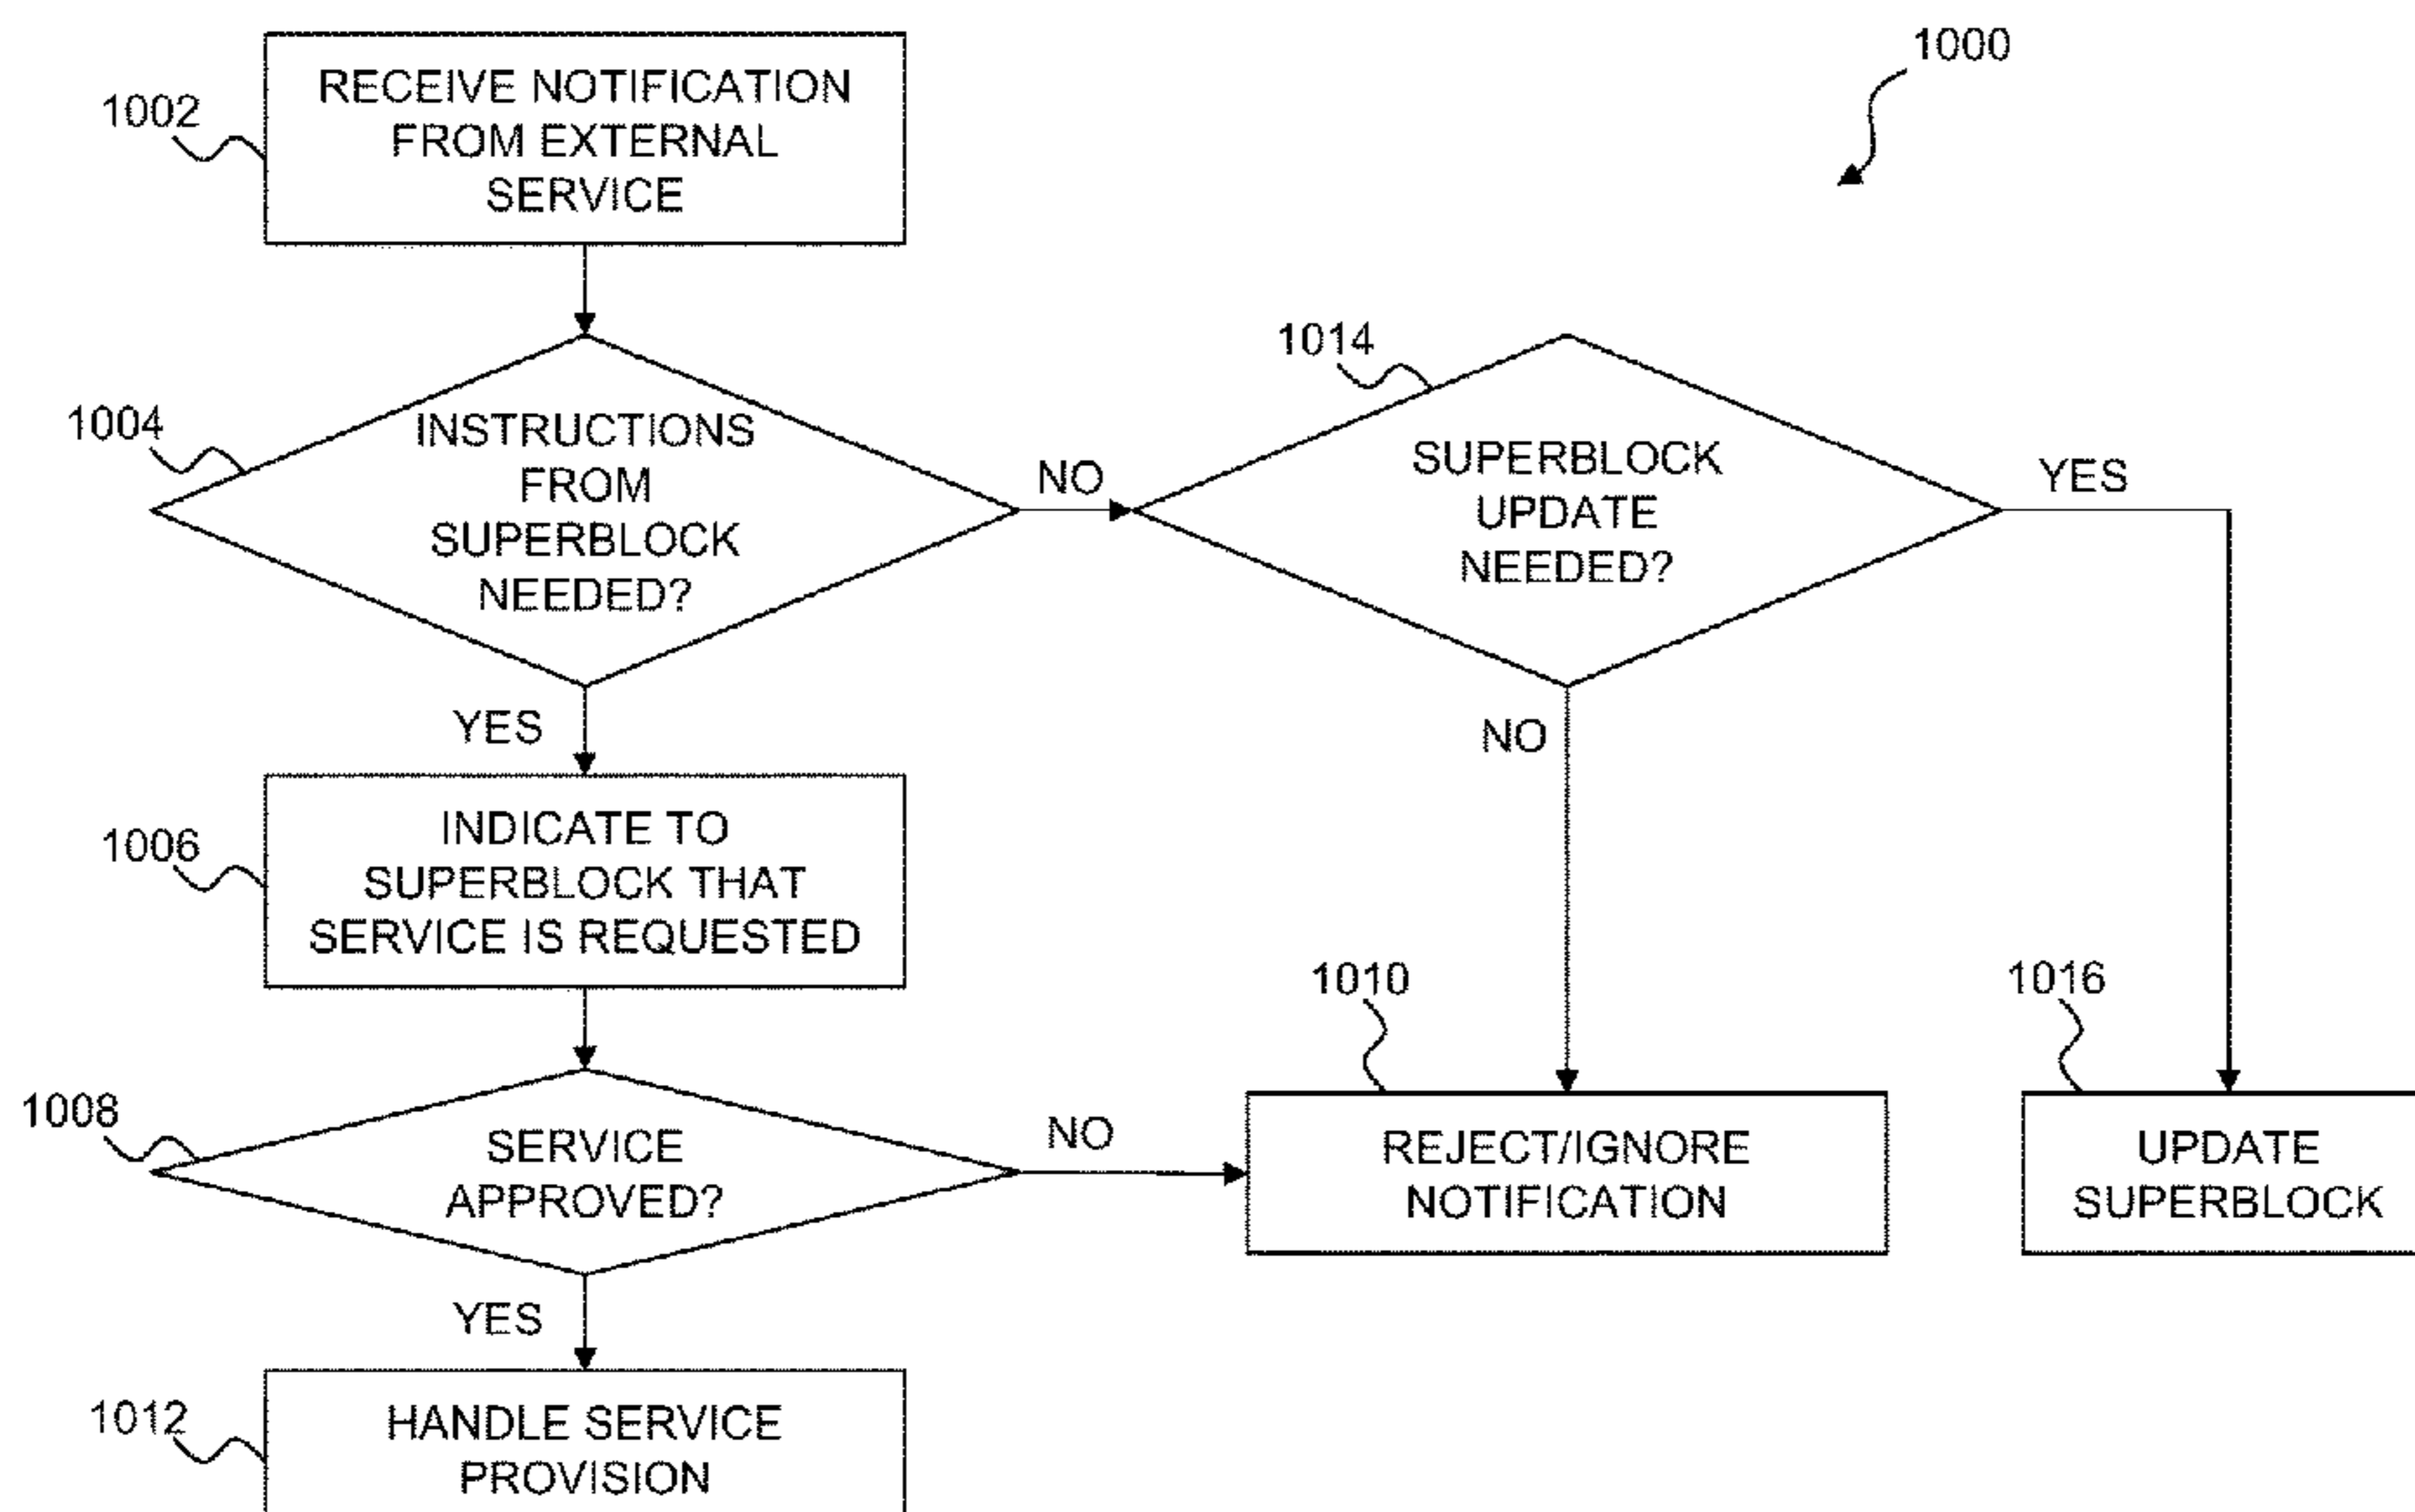 1000
1002
RECEIVE NOTIFICATION
FROM EXTERNAL
SERVICE
1004
INSTRUCTIONS
FROM
SUPERBLOCK
NEEDED?
NO
1014
SUPERBLOCK
UPDATE
NEEDED?
YES
YES
NO
1006
INDICATE TO
SUPERBLOCK THAT
SERVICE IS REQUESTED
1008
SERVICE
APPROVED?
NO
1010
REJECT/IGNORE
NOTIFICATION
1016
UPDATE
SUPERBLOCK
YES
1012
HANDLE SERVICE
PROVISION